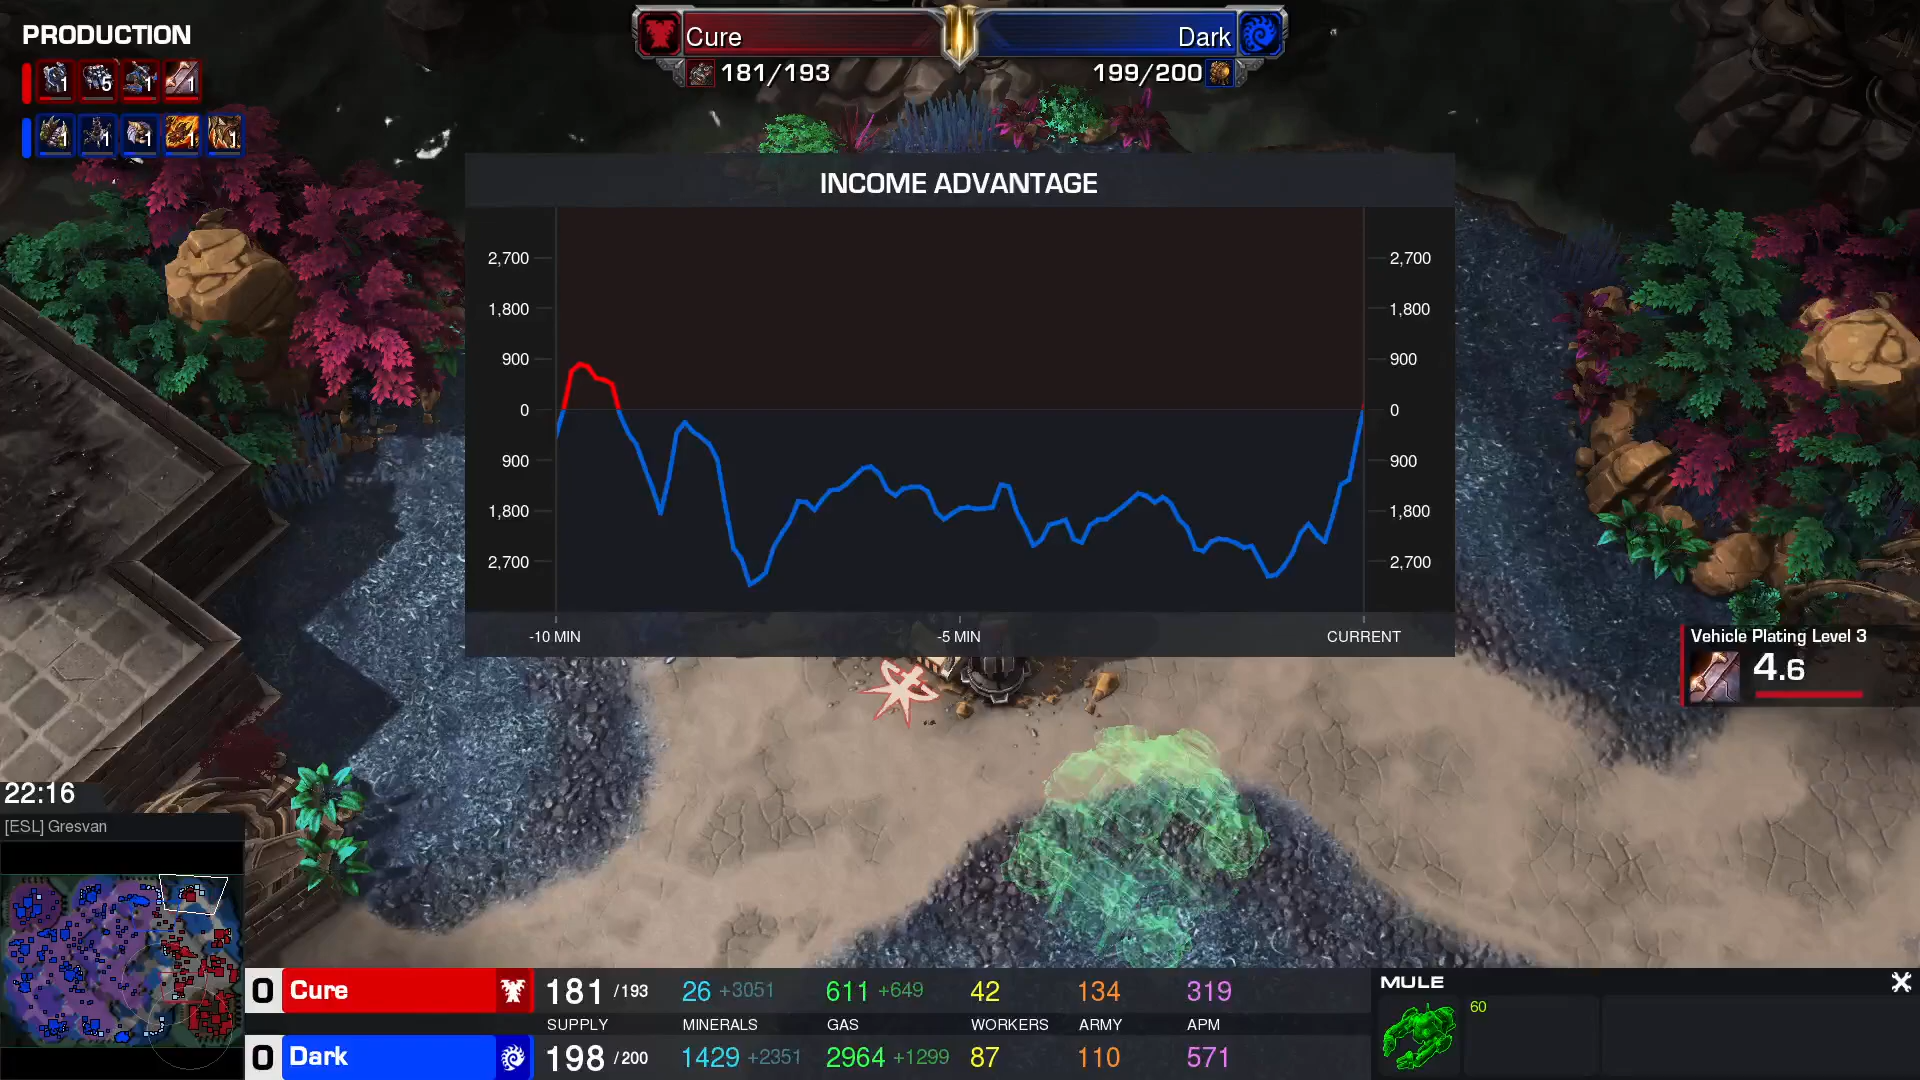 PRODUCTION
1 5 1 1
1 1 1 1 1
Cure
Dark
181/193
199/200
INCOME ADVANTAGE
2,700 2,700
1,800 1,800
900 900
0 0
900 900
1,800 1,800
2,700 2,700
-10 MIN -5 MIN CURRENT
Vehicle Plating Level 3
4.6
22:16
[ESL] Gresvan
0 Cure 181 /193 26 +3051 611 +649 42 134 319
SUPPLY MINERALS GAS WORKERS ARMY APM
0 Dark 198 /200 1429 +2351 2964 +1299 87 110 571
MULE
60